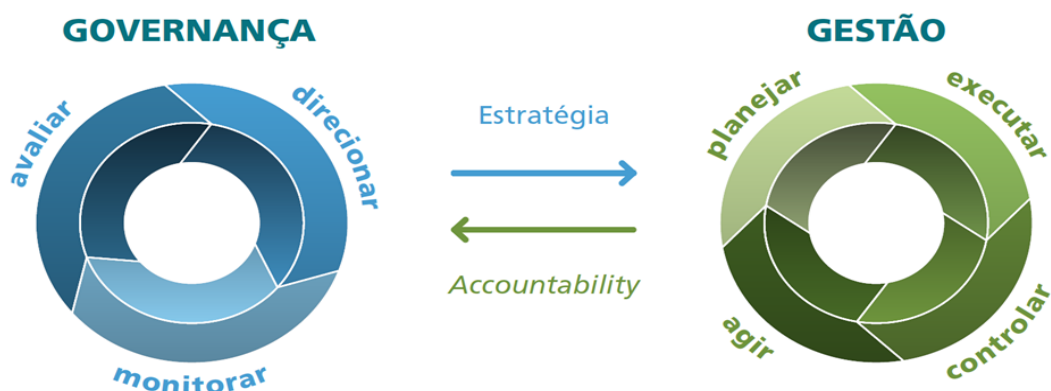 GOVERNANÇA
avaliar
direcionar
monitorar
Estratégia
Accountability
GESTÃO
planejar
executar
controlar
agir